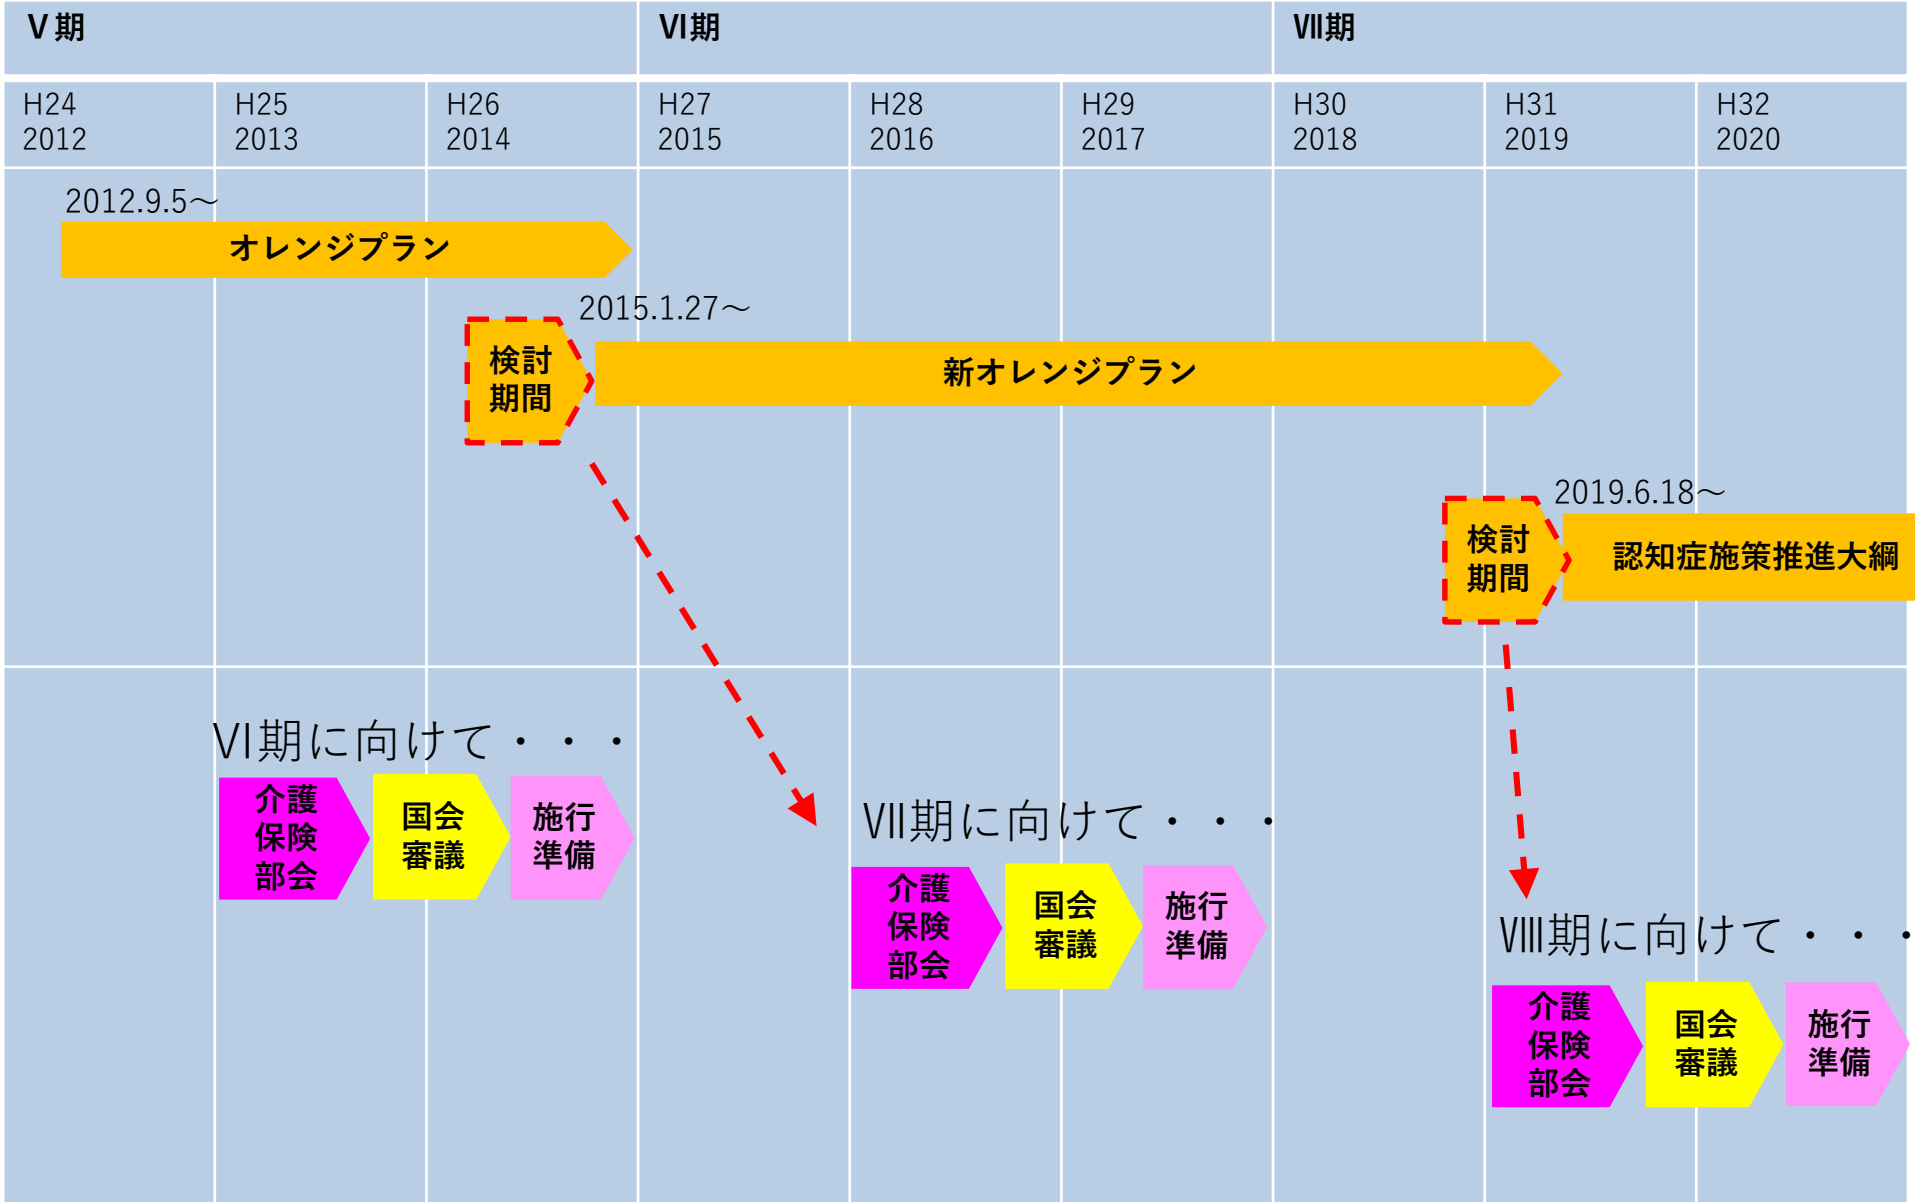 Ⅴ期
Ⅵ期
Ⅶ期
H24
2012
H25
2013
H26
2014
H27
2015
H28
2016
H29
2017
H30
2018
H31
2019
H32
2020
2012.9.5～
オレンジプラン
2015.1.27～
検討
期間
新オレンジプラン
2019.6.18～
検討
期間
認知症施策推進大綱
Ⅵ期に向けて・・・
介護
保険
部会
国会
審議
施行
準備
Ⅶ期に向けて・・・
介護
保険
部会
国会
審議
施行
準備
Ⅷ期に向けて・・・
介護
保険
部会
国会
審議
施行
準備